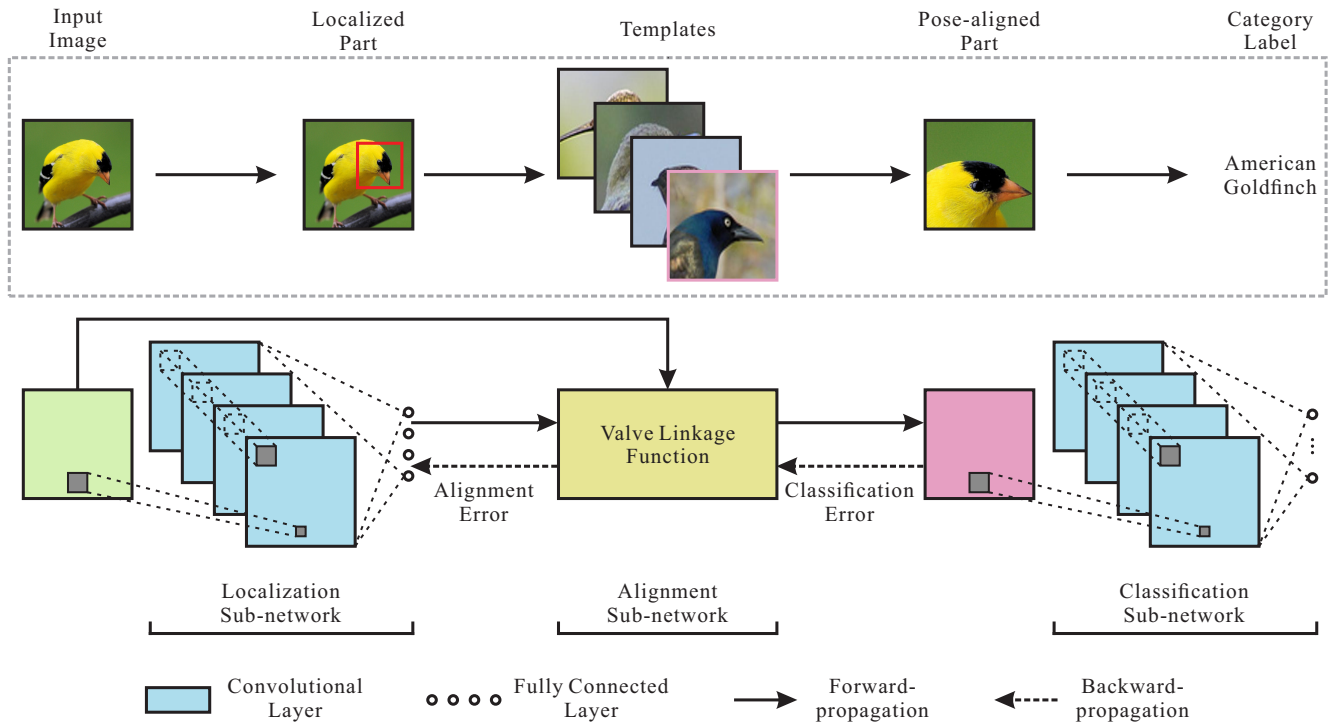 Input
Image
Localized
Part
Templates
Pose-aligned
Part
Category
Label
American
Goldfinch
Valve Linkage
Function
Alignment
Error
Classification
Error
Localization
Sub-network
Alignment
Sub-network
Classification
Sub-network
Convolutional
Layer
Fully Connected
Layer
Forward-
propagation
Backward-
propagation